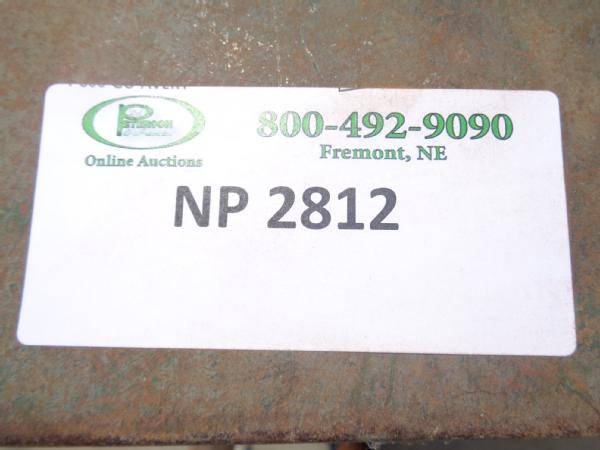 800-492-9090
Fremont, NE
Online Auctions
NP 2812